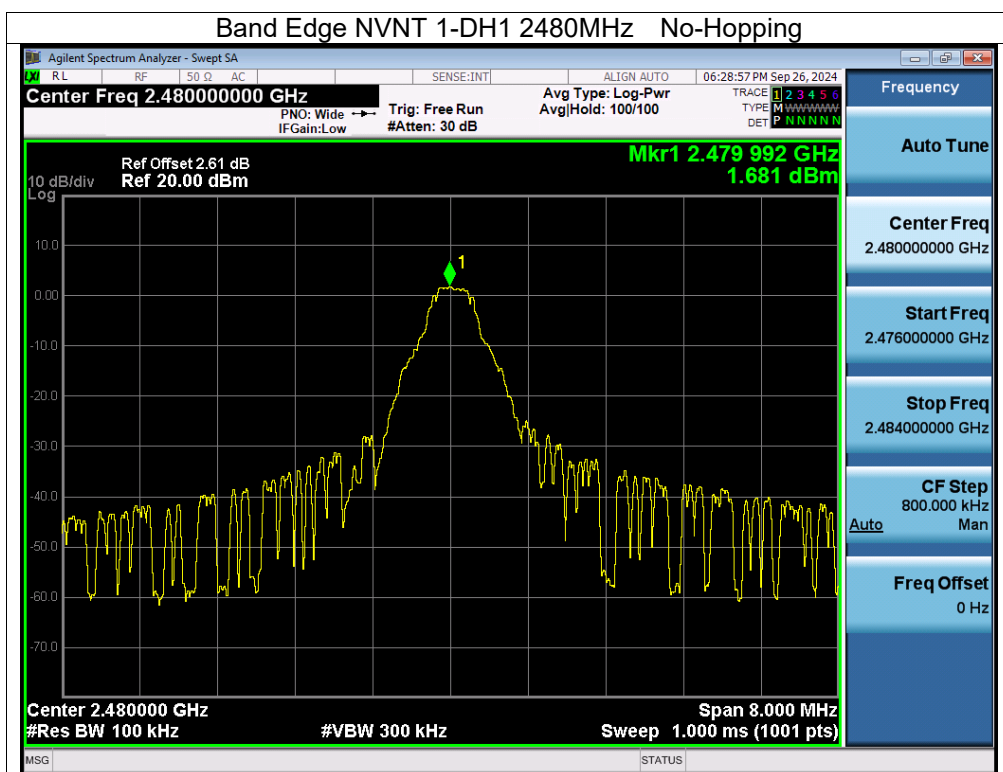 Band Edge NVNT 1-DH1 2480MHz No-Hopping
Agilent Spectrum Analyzer - Swept SA
LXI RL RF 50 Ω AC SENSE:INT ALIGN AUTO 06:28:57 PM Sep 26, 2024
Center Freq 2.480000000 GHz
PNO: Wide
IFGain:Low
Trig: Free Run
#Atten: 30 dB
Avg Type: Log-Pwr
Avg|Hold: 100/100
TRACE 1 2 3 4 5 6
TYPE M W W W W W
DET P N N N N N
Mkr1 2.479 992 GHz
1.681 dBm
Ref Offset 2.61 dB
10 dB/div Ref 20.00 dBm
Log
10.0
0.00
-10.0
-20.0
-30.0
-40.0
-50.0
-60.0
-70.0
1
Center 2.480000 GHz Span 8.000 MHz
#Res BW 100 kHz #VBW 300 kHz Sweep 1.000 ms (1001 pts)
MSG STATUS
Frequency
Auto Tune
Center Freq
2.480000000 GHz
Start Freq
2.476000000 GHz
Stop Freq
2.484000000 GHz
CF Step
800.000 kHz
Auto Man
Freq Offset
0 Hz